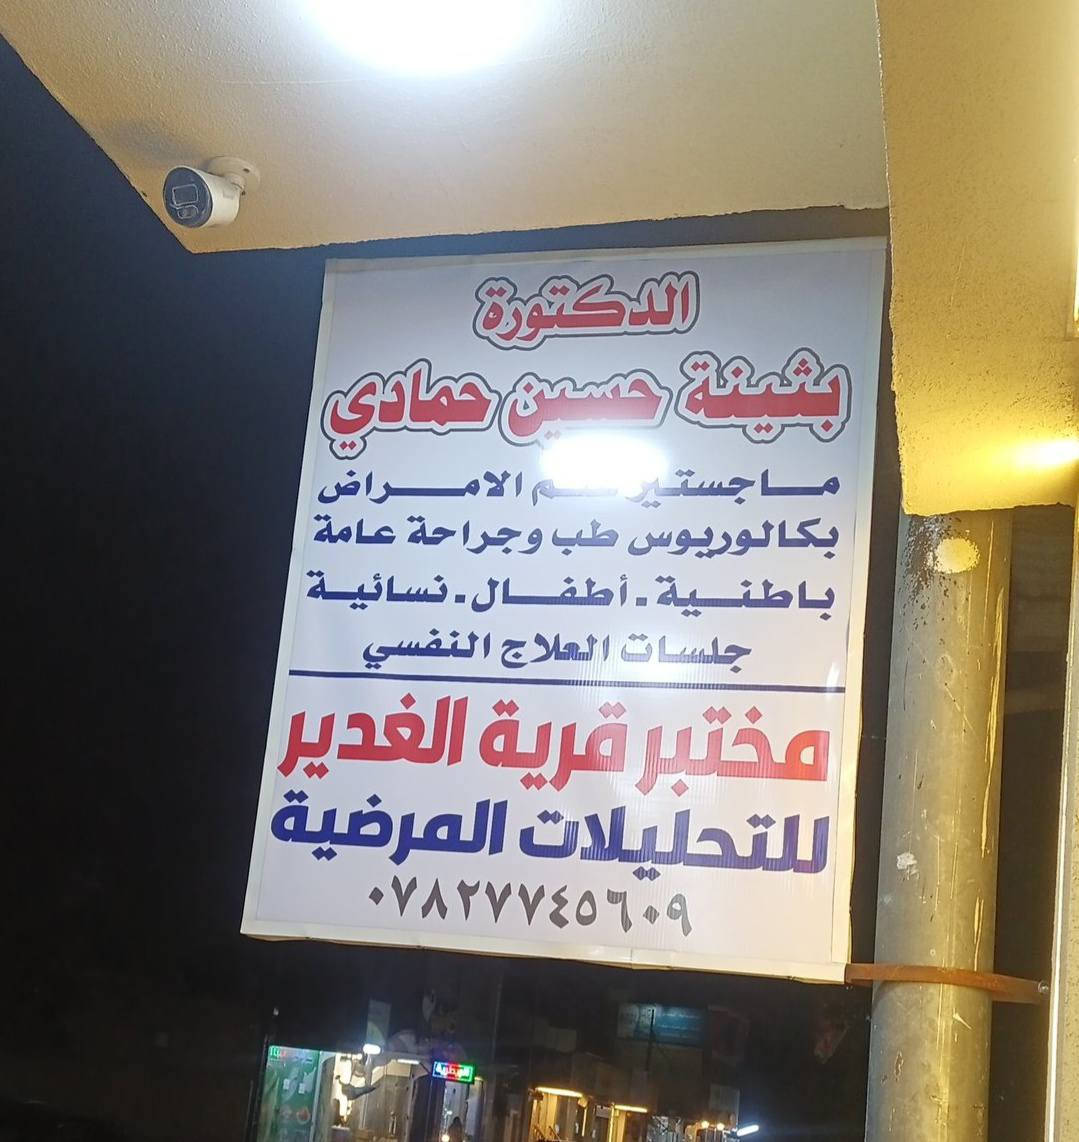 الدكتورة
بثينة حسين حمادي
ماجستير الامراض
بكالوريوس طب وجراحة عامة
باطنية - أطفال - نسائية
جلسات العلاج النفسي
مختبر قرية الغدير
للتحليلات المرضية
٠٧٨٢٧٧٤٥٦٠٩